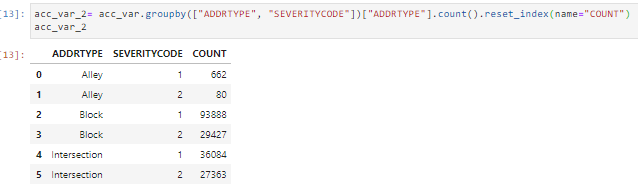 [13]: acc_var_2= acc_var.groupby(["ADDRTYPE", "SEVERITYCODE"])["ADDRTYPE"].count().reset_index(name="COUNT")
acc_var_2
[13]: ADDRTYPE SEVERITYCODE COUNT
0 Alley 1 662
1 Alley 2 80
2 Block 1 93888
3 Block 2 29427
4 Intersection 1 36084
5 Intersection 2 27363